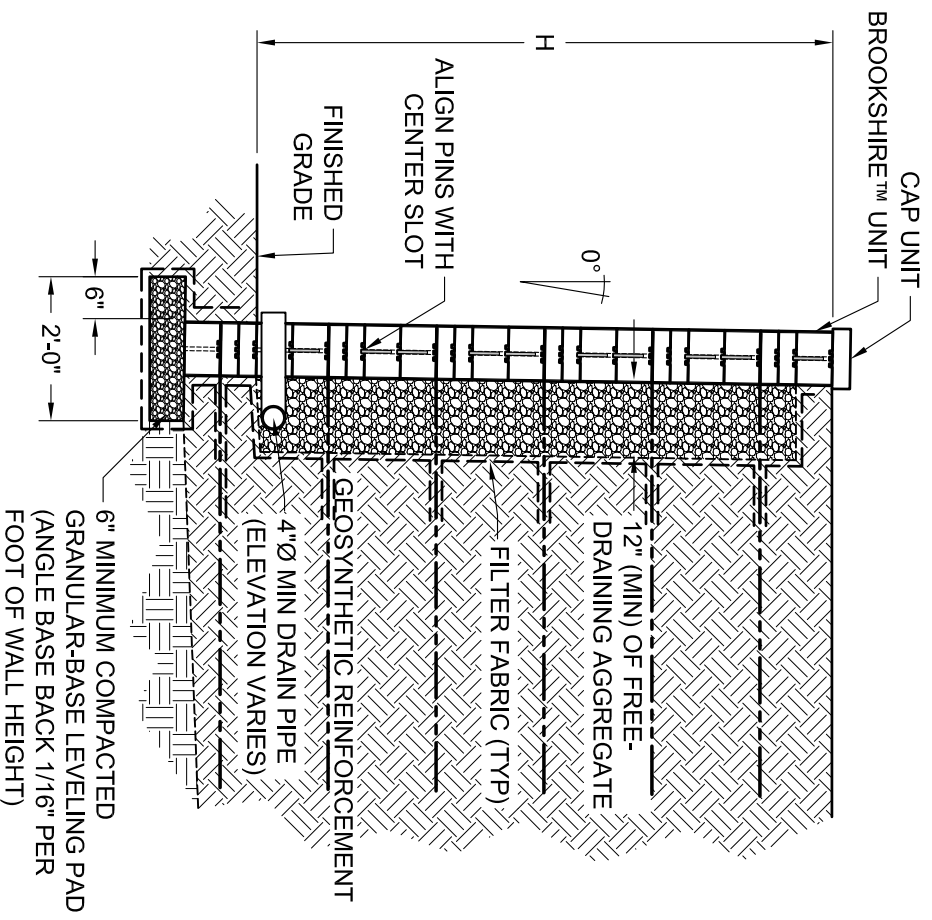 CAP UNIT
BROOKSHIRE™ UNIT
H
ALIGN PINS WITH
CENTER SLOT
0°
FINISHED
GRADE
6"
2'-0"
12" (MIN) OF FREE-
DRAINING AGGREGATE
FILTER FABRIC (TYP)
GEOSYNTHETIC REINFORCEMENT
4"Ø MIN DRAIN PIPE
(ELEVATION VARIES)
6" MINIMUM COMPACTED
GRANULAR-BASE LEVELING PAD
(ANGLE BASE BACK 1/16" PER
FOOT OF WALL HEIGHT)